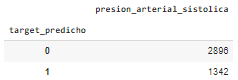 presion_arterial_sistolica
target_predicho
0 2896
1 1342